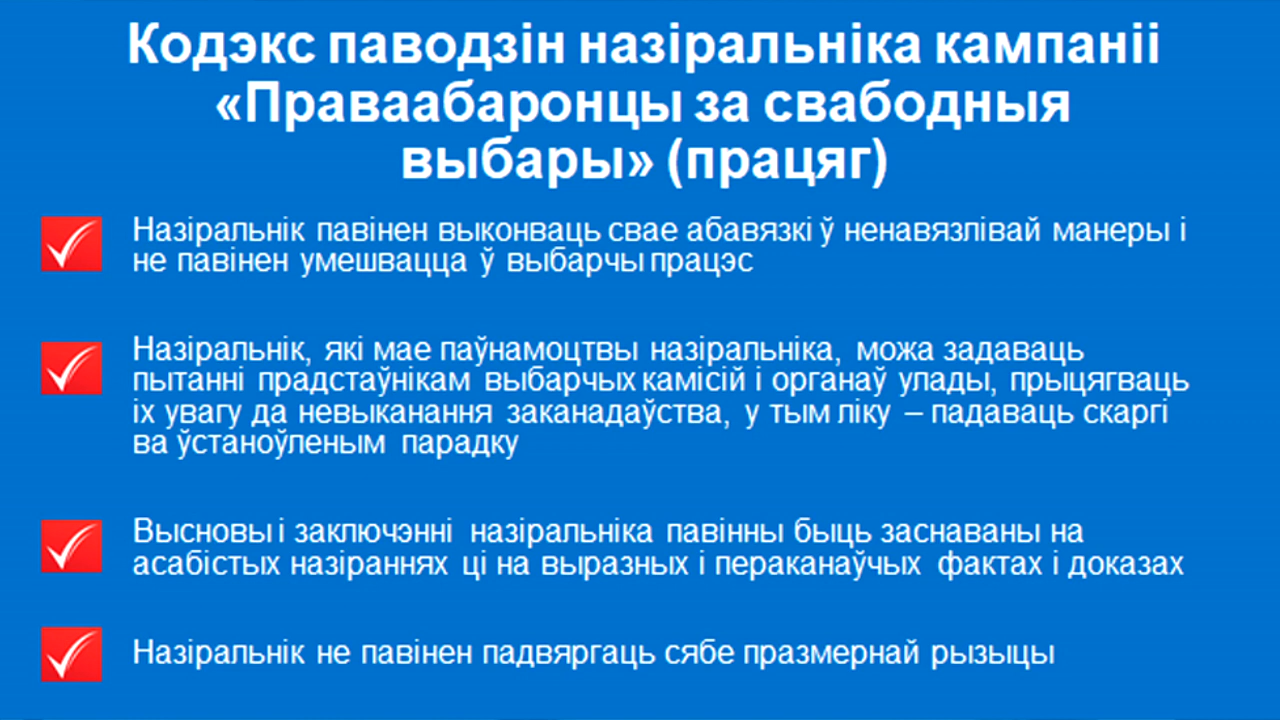 Кодэкс паводзін назіральніка кампаніі
«Праваабаронцы за свабодныя
выбары» (працяг)
Назіральнік павінен выконваць свае абавязкі ў ненавязлівай манеры і
не павінен умешвацца ў выбарчы працэс
Назіральнік, які мае паўнамоцтвы назіральніка, можа задаваць
пытанні прадстаўнікам выбарчых камісій і органаў улады, прыцягваць
іх увагу да невыканання заканадаўства, у тым ліку – падаваць скаргі
ва ўстаноўленым парадку
Высновы і заключэнні назіральніка павінны быць заснаваны на
асабістых назіраннях ці на выразных і пераканаўчых фактах і доказах
Назіральнік не павінен падвяргаць сябе празмернай рызыцы